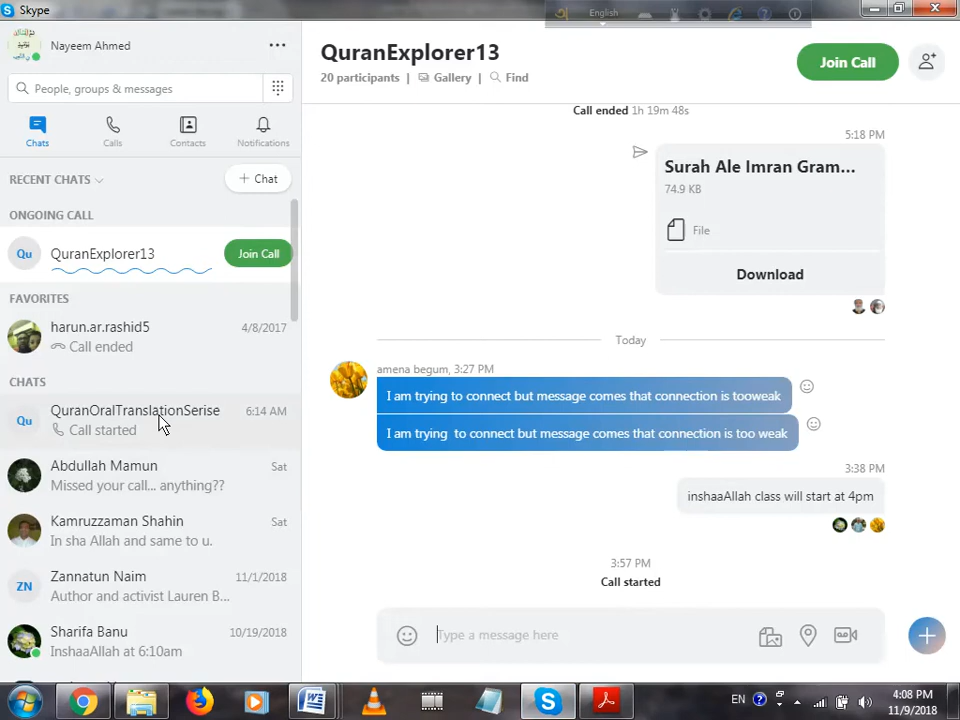 Skype
English
Nayeem Ahmed
People, groups & messages
Chats
Calls
Contacts
Notifications
RECENT CHATS
+ Chat
ONGOING CALL
Qu
QuranExplorer13
Join Call
FAVORITES
harun.ar.rashid5
4/8/2017
Call ended
CHATS
Qu
QuranOralTranslationSerise
6:14 AM
Call started
Abdullah Mamun
Sat
Missed your call... anything??
Kamruzzaman Shahin
Sat
In sha Allah and same to u.
ZN
Zannatun Naim
11/1/2018
Author and activist Lauren B...
Sharifa Banu
10/19/2018
InshaaAllah at 6:10am
QuranExplorer13
20 participants | Gallery | Find
Join Call
Call ended 1h 19m 48s
5:18 PM
Surah Ale Imran Gram...
74.9 KB
File
Download
Today
amena begum, 3:27 PM
I am trying to connect but message comes that connection is tooweak
I am trying  to connect but message comes that connection is too weak
3:38 PM
inshaaAllah class will start at 4pm
3:57 PM
Call started
Type a message here
EN
4:08 PM
11/9/2018